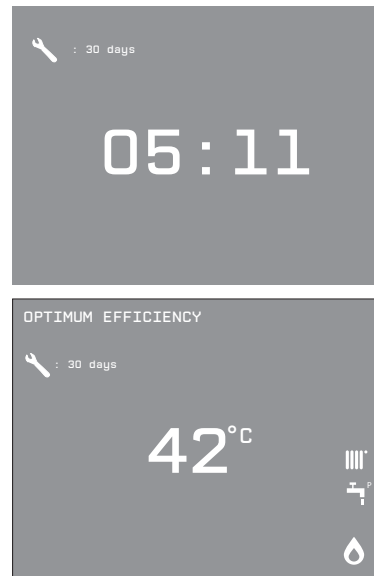 : 30 days
05:11
OPTIMUM EFFICIENCY
: 30 days
42°C
P